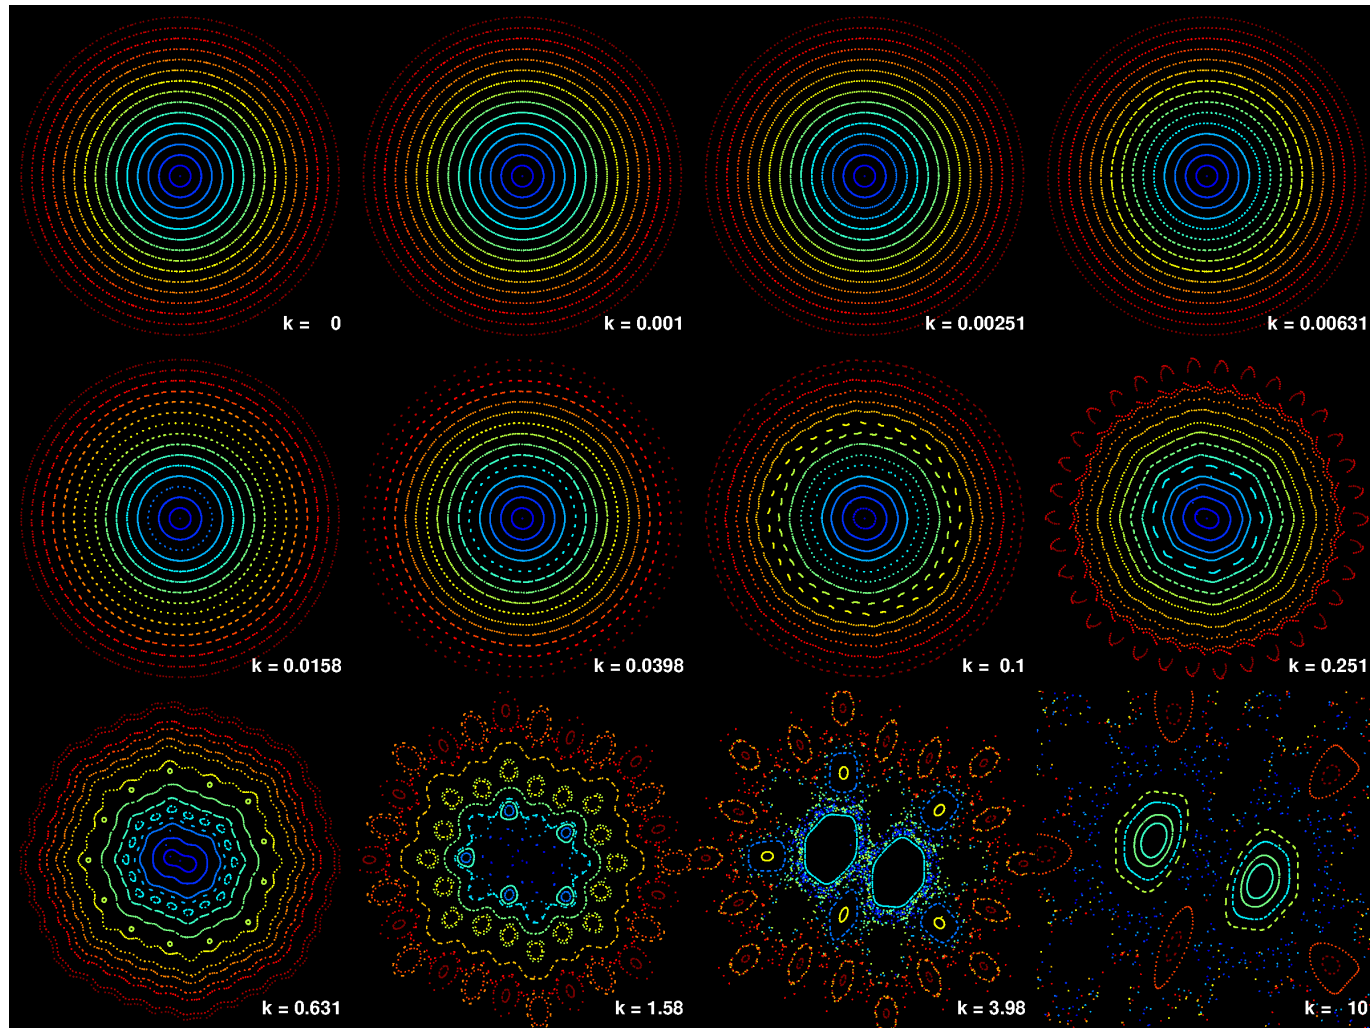 k = 0
k = 0.001
k = 0.00251
k = 0.00631
k = 0.0158
k = 0.0398
k = 0.1
k = 0.251
k = 0.631
k = 1.58
k = 3.98
k = 10